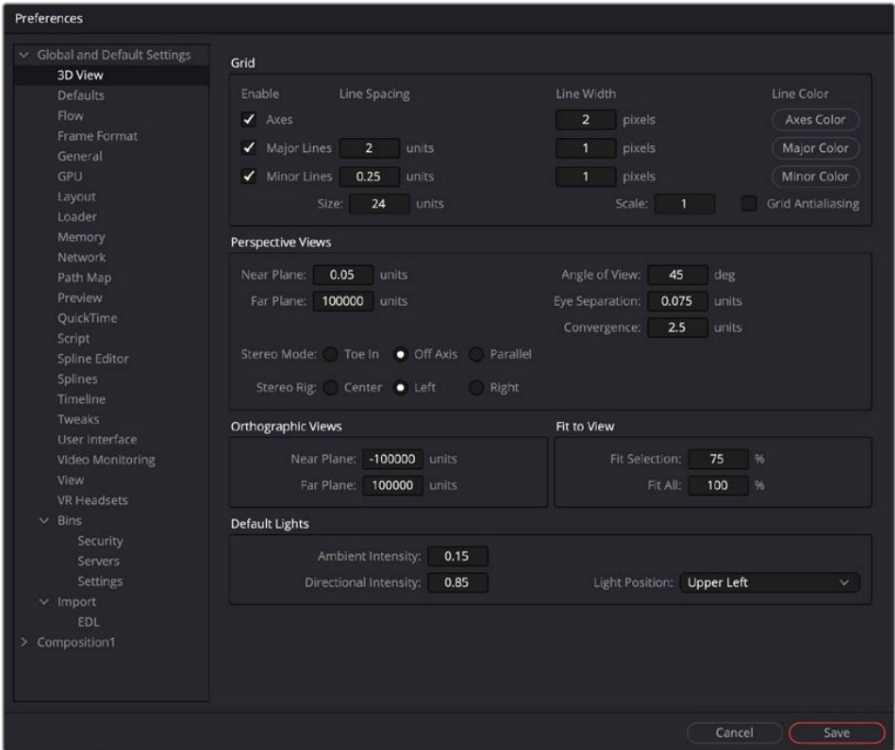 Preferences
Global and Default Settings
3D View
Defaults
Flow
Frame Format
General
GPU
Layout
Loader
Memory
Network
Path Map
Preview
QuickTime
Script
Spline Editor
Splines
Timeline
Tweaks
User Interface
Video Monitoring
View
VR Headsets
Bins
Security
Servers
Settings
Import
EDL
Composition1
Grid
Enable Line Spacing Line Width Line Color
Axes 2 pixels Axes Color
Major Lines 2 units 1 pixels Major Color
Minor Lines 0.25 units 1 pixels Minor Color
Size: 24 units Scale: 1 Grid Antialiasing
Perspective Views
Near Plane: 0.05 units Angle of View: 45 deg
Far Plane: 100000 units Eye Separation: 0.075 units
Convergence: 2.5 units
Stereo Mode: Toe In Off Axis Parallel
Stereo Rig: Center Left Right
Orthographic Views
Near Plane: -100000 units
Far Plane: 100000 units
Fit to View
Fit Selection: 75 %
Fit All: 100 %
Default Lights
Ambient Intensity: 0.15
Directional Intensity: 0.85 Light Position: Upper Left
Cancel Save